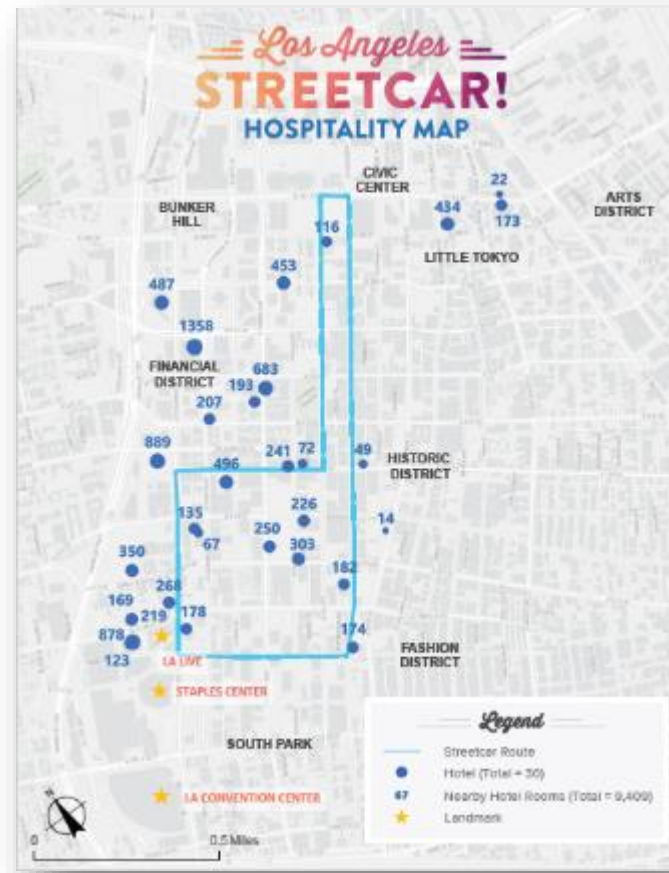 Los Angeles
STREETCAR!
HOSPITALITY MAP
CIVIC
CENTER
22
ARTS
DISTRICT
BUNKER
HILL
434
173
116
LITTLE TOKYO
453
487
1358
FINANCIAL
DISTRICT
683
193
207
889
241
72
49
HISTORIC
DISTRICT
496
135
67
226
250
14
303
350
182
268
169
219
178
878
123
174
FASHION
DISTRICT
LA LIVE
STAPLES CENTER
SOUTH PARK
LA CONVENTION CENTER
Legend
Streetcar Route
Hotel (Total = 30)
67 Nearby Hotel Rooms (Total = 9,409)
Landmark
N
0 0.5 Miles